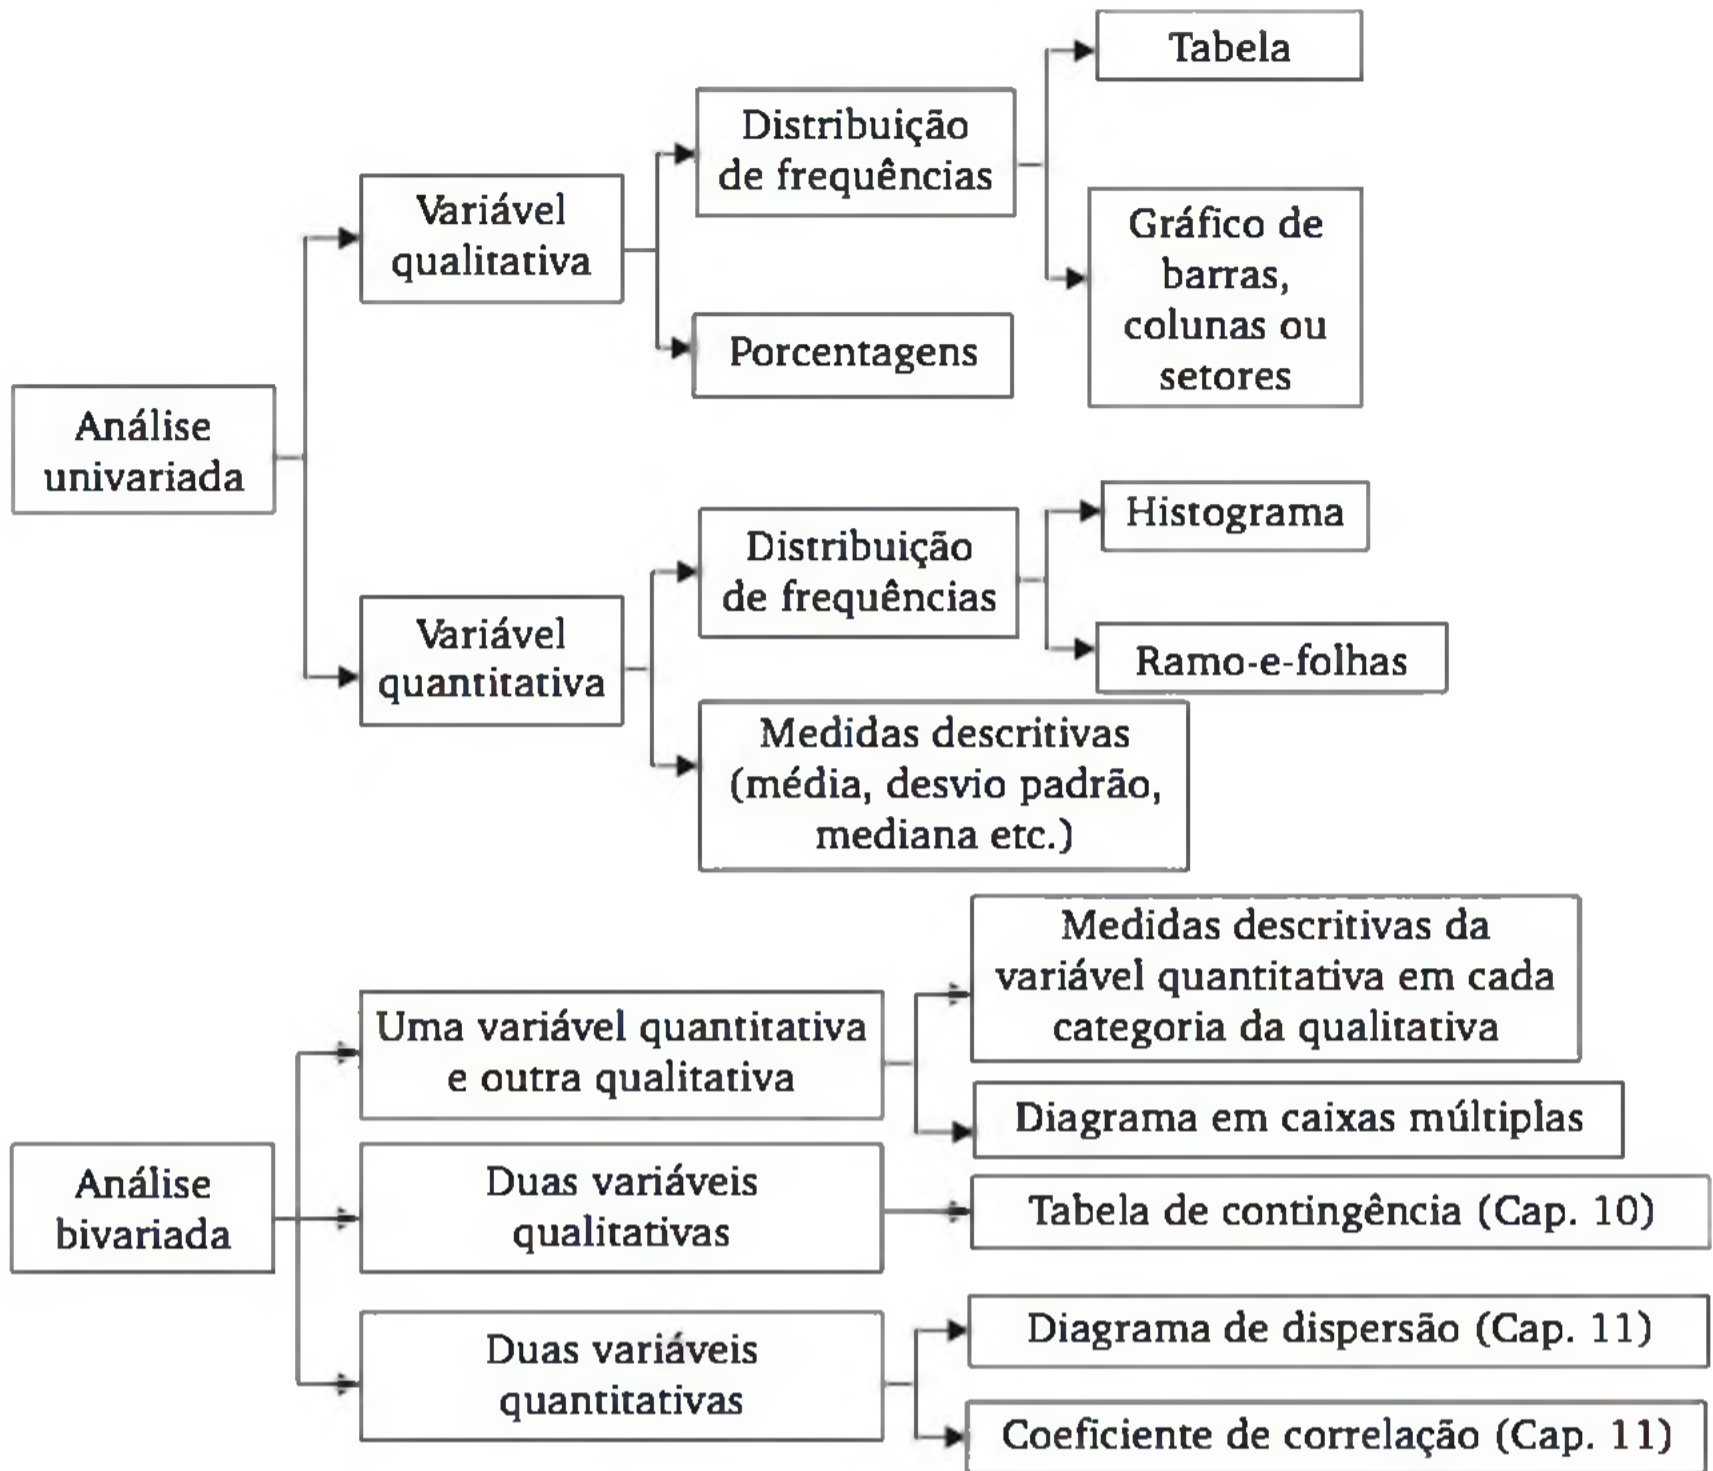 Tabela
Distribuição
de frequências
Variável
qualitativa
Gráfico de
barras,
colunas ou
setores
Porcentagens
Análise
univariada
Histograma
Distribuição
de frequências
Variável
quantitativa
Ramo-e-folhas
Medidas descritivas
(média, desvio padrão,
mediana etc.)
Medidas descritivas da
variável quantitativa em cada
categoria da qualitativa
Uma variável quantitativa
e outra qualitativa
Diagrama em caixas múltiplas
Análise
bivariada
Duas variáveis
qualitativas
Tabela de contingência (Cap. 10)
Duas variáveis
quantitativas
Diagrama de dispersão (Cap. 11)
Coeficiente de correlação (Cap. 11)